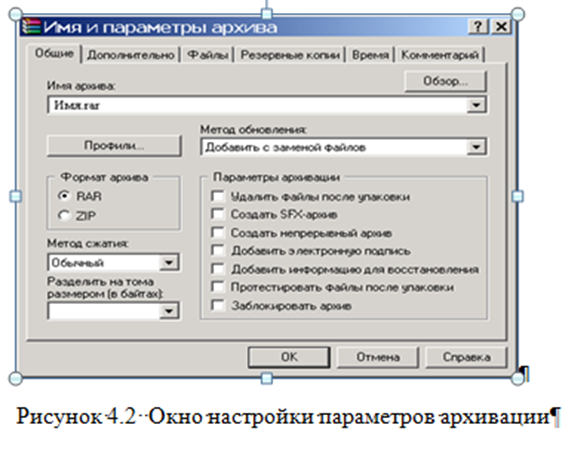 Имя и параметры архива
Общие Дополнительно Файлы Резервные копии Время Комментарий
Имя архива: Обзор...
Имя.rar
Профили... Метод обновления:
Добавить с заменой файлов
Формат архива Параметры архивации
RAR Удалить файлы после упаковки
ZIP Создать SFX-архив
Создать непрерывный архив
Метод сжатия: Добавить электронную подпись
Обычный Добавить информацию для восстановления
Разделить на тома Протестировать файлы после упаковки
размером (в байтах): Заблокировать архив
OK Отмена Справка
¶
Рисунок·4.2··Окно·настройки·параметров·архивации¶